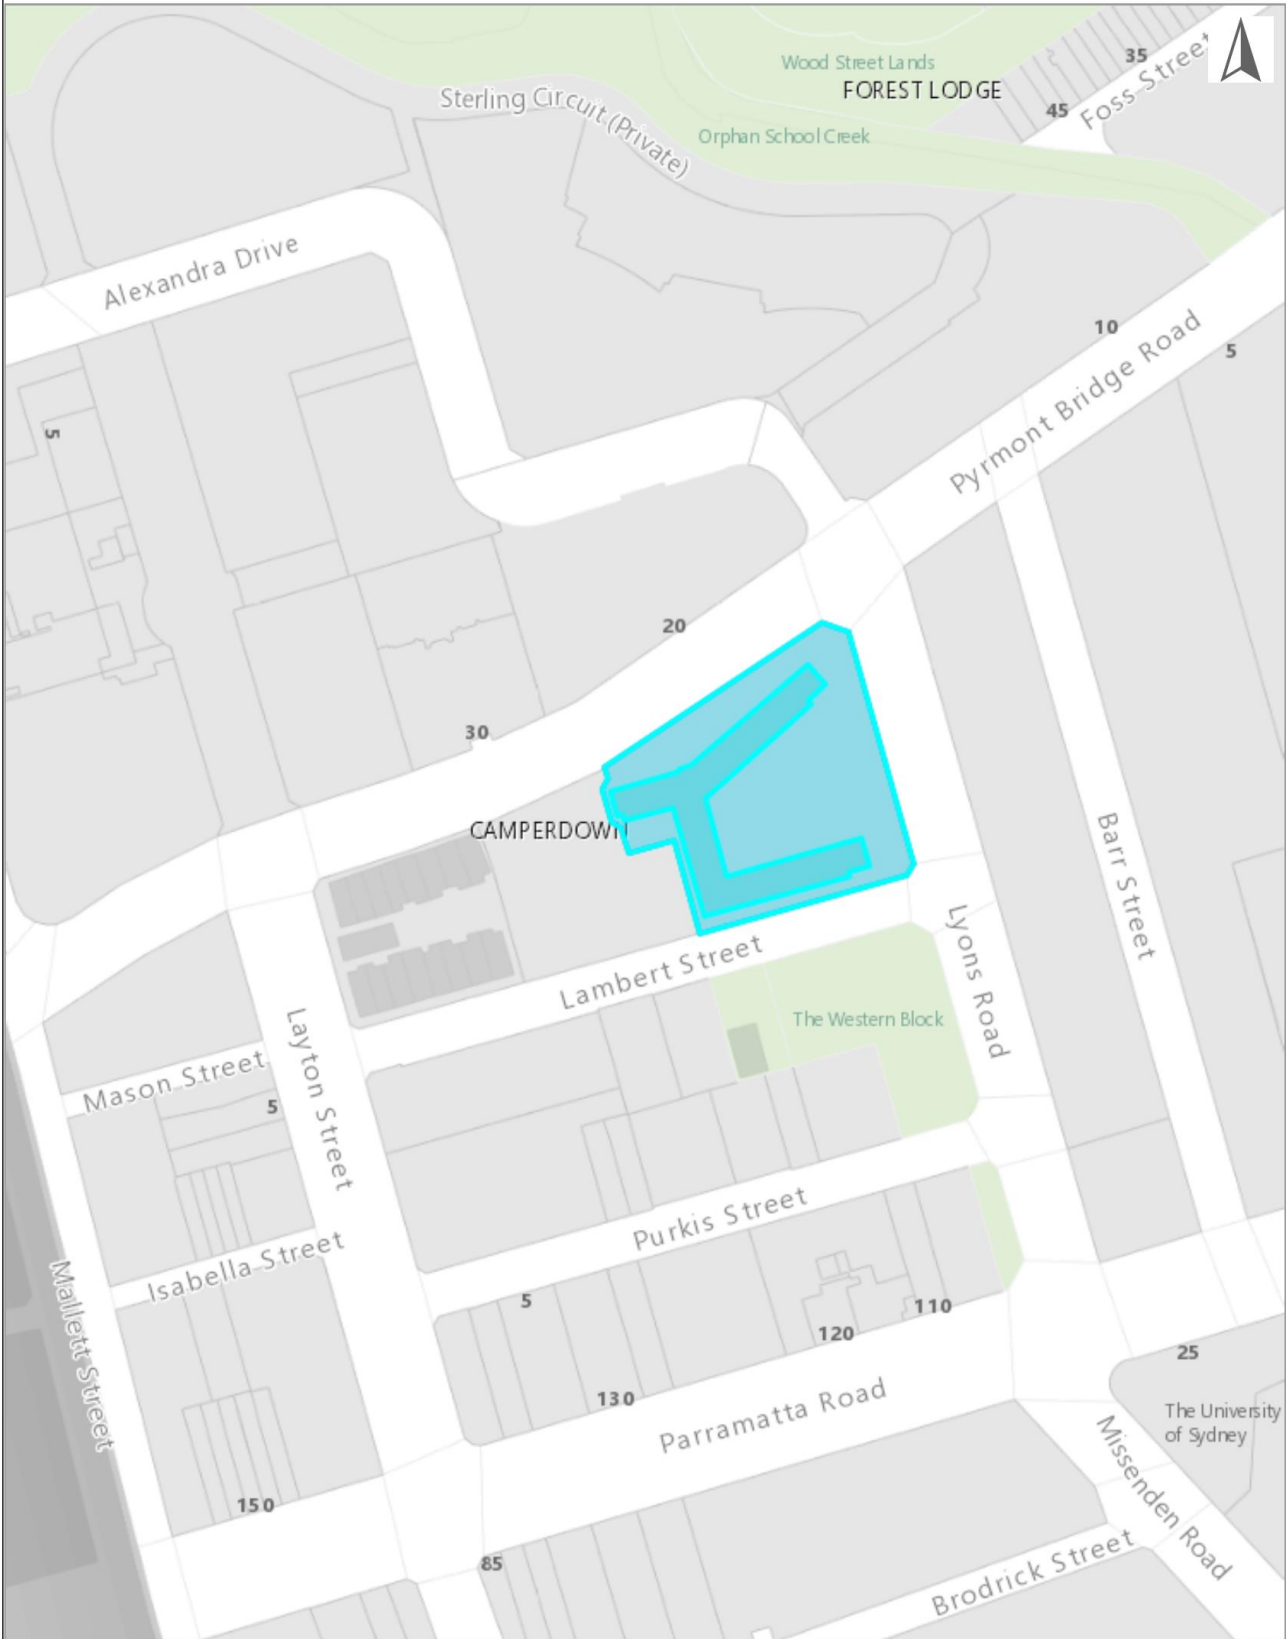 Wood Street Lands
FOREST LODGE
35
Foss Street
45
Sterling Circuit (Private)
Orphan School Creek
Alexandra Drive
10
Pyrmont Bridge Road
5
5
20
30
CAMPERDOWN
Barr Street
Lyons Road
Lambert Street
The Western Block
Layton Street
Mason Street
5
Purkis Street
Isabella Street
Mallett Street
5
110
120
130
Parramatta Road
25
The University
of Sydney
Missenden Road
150
85
Brodrick Street